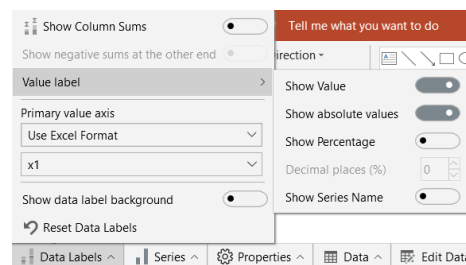 Show Column Sums
Tell me what you want to do
Show negative sums at the other end
irection
Value label
Show Value
Show absolute values
Primary value axis
Use Excel Format
Show Percentage
x1
Decimal places (%)
0
Show data label background
Show Series Name
Reset Data Labels
Data Labels
Series
Properties
Data
Edit Data